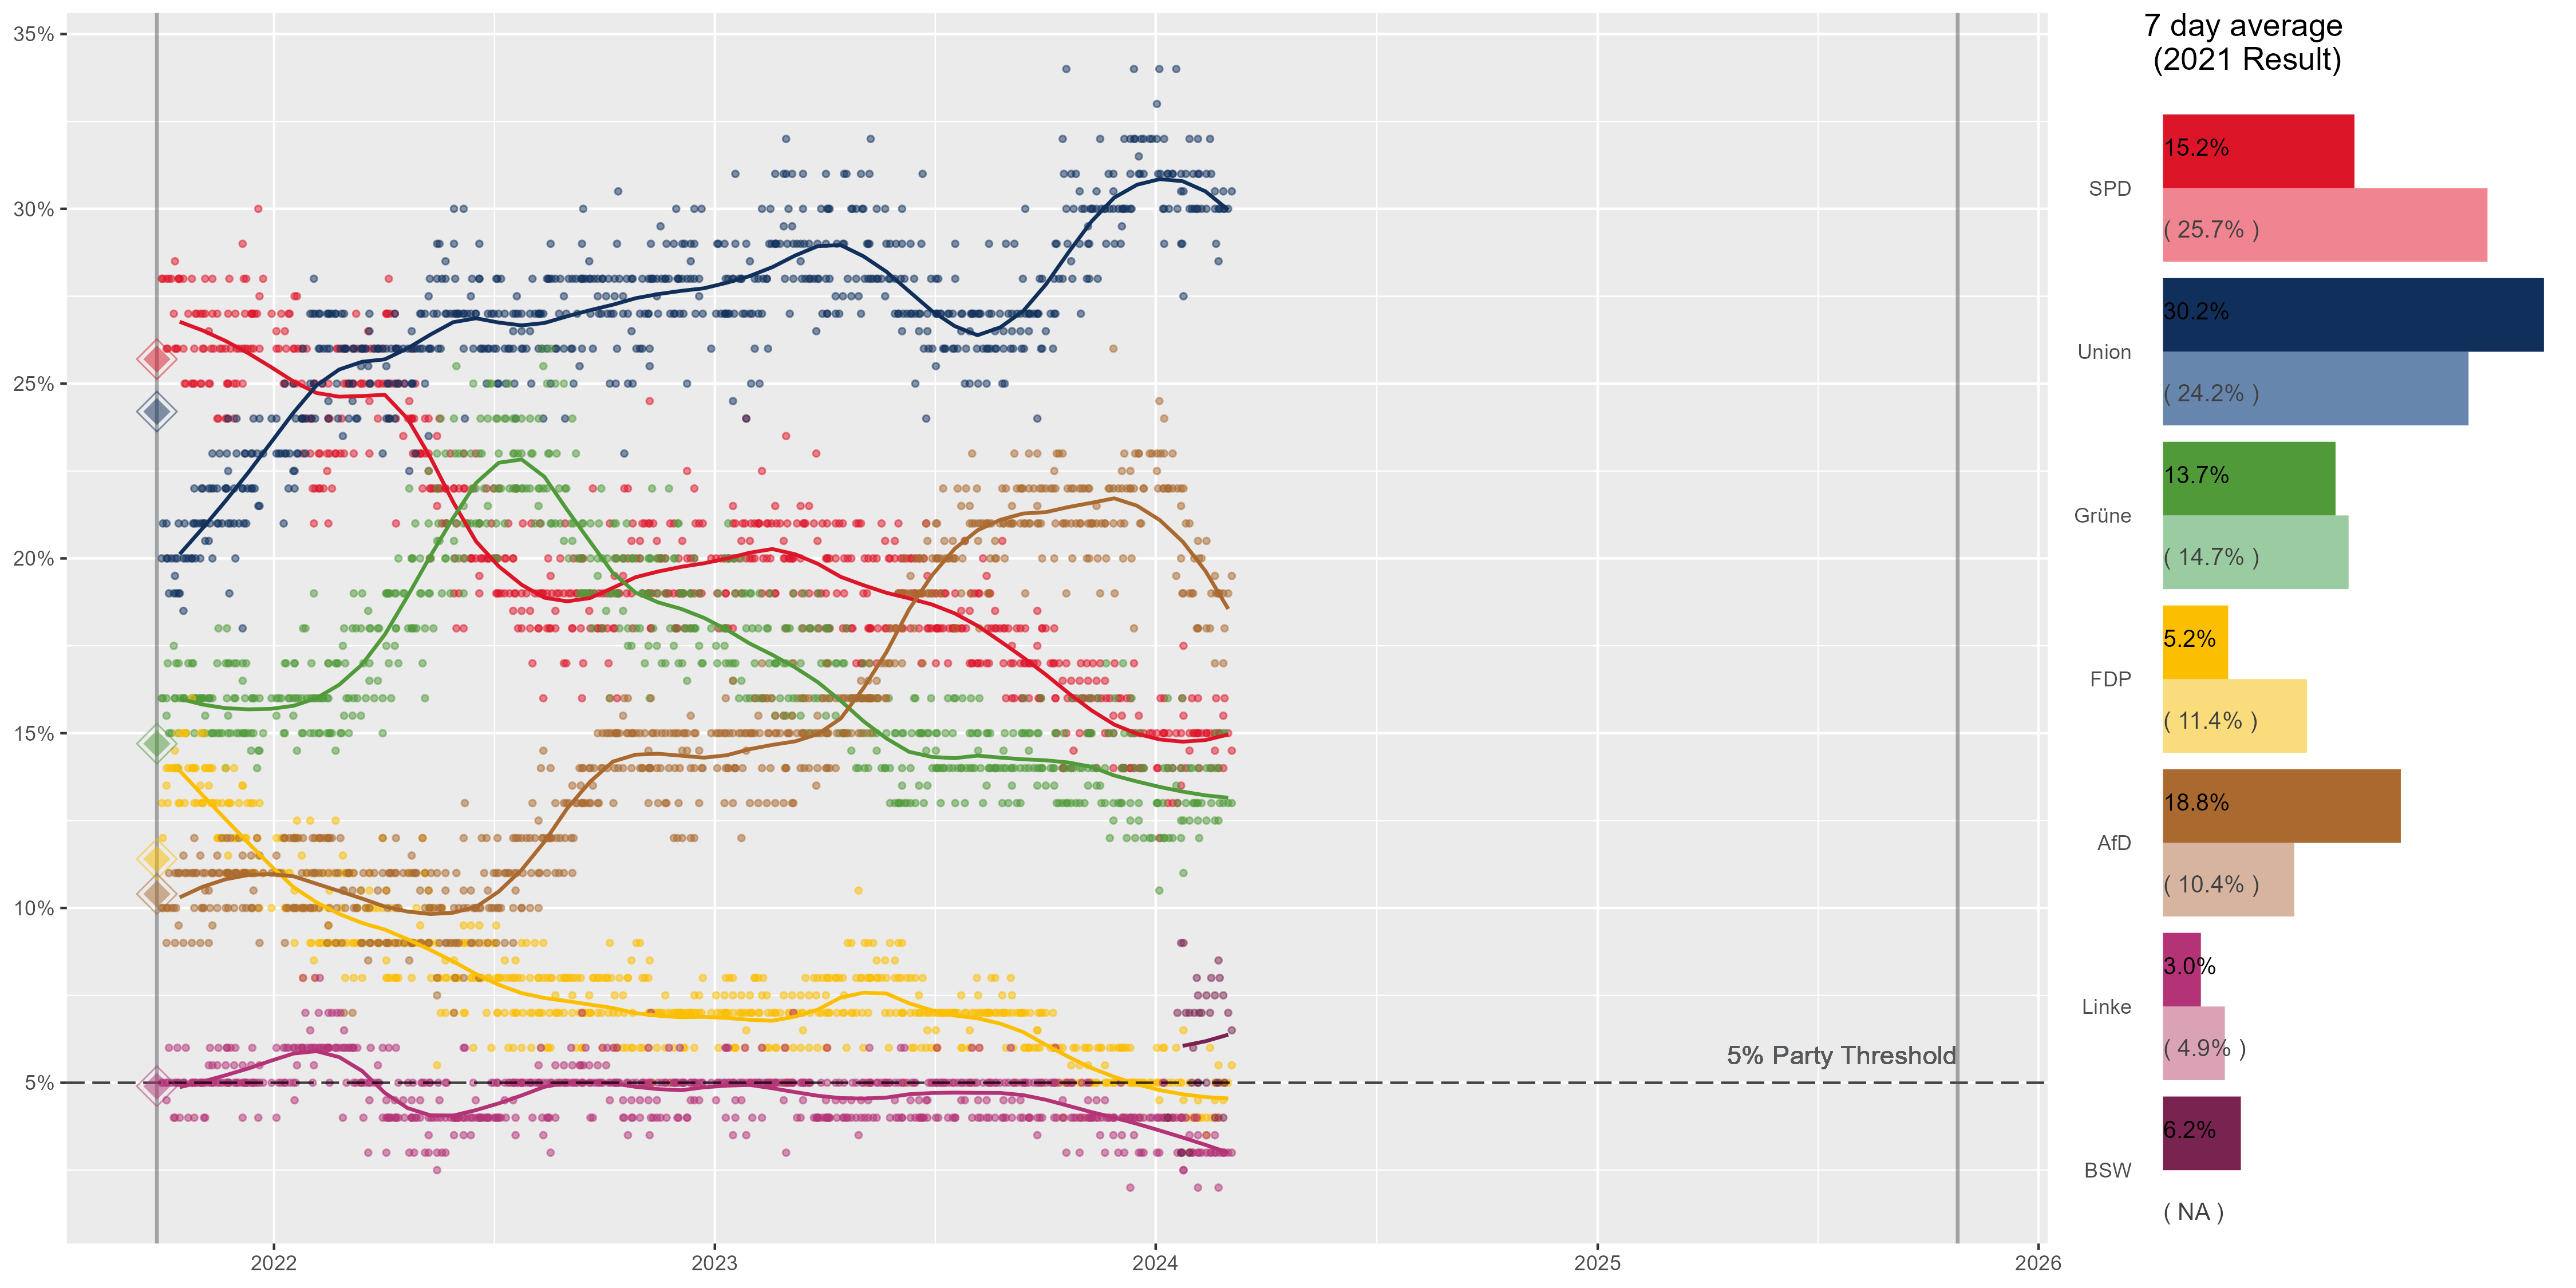 7 day average
(2021 Result)
35%
30%
25%
20%
15%
10%
5%
5% Party Threshold
2022
2023
2024
2025
2026
SPD
15.2%
( 25.7% )
Union
30.2%
( 24.2% )
Grüne
13.7%
( 14.7% )
FDP
5.2%
( 11.4% )
AfD
18.8%
( 10.4% )
Linke
3.0%
( 4.9% )
BSW
6.2%
( NA )